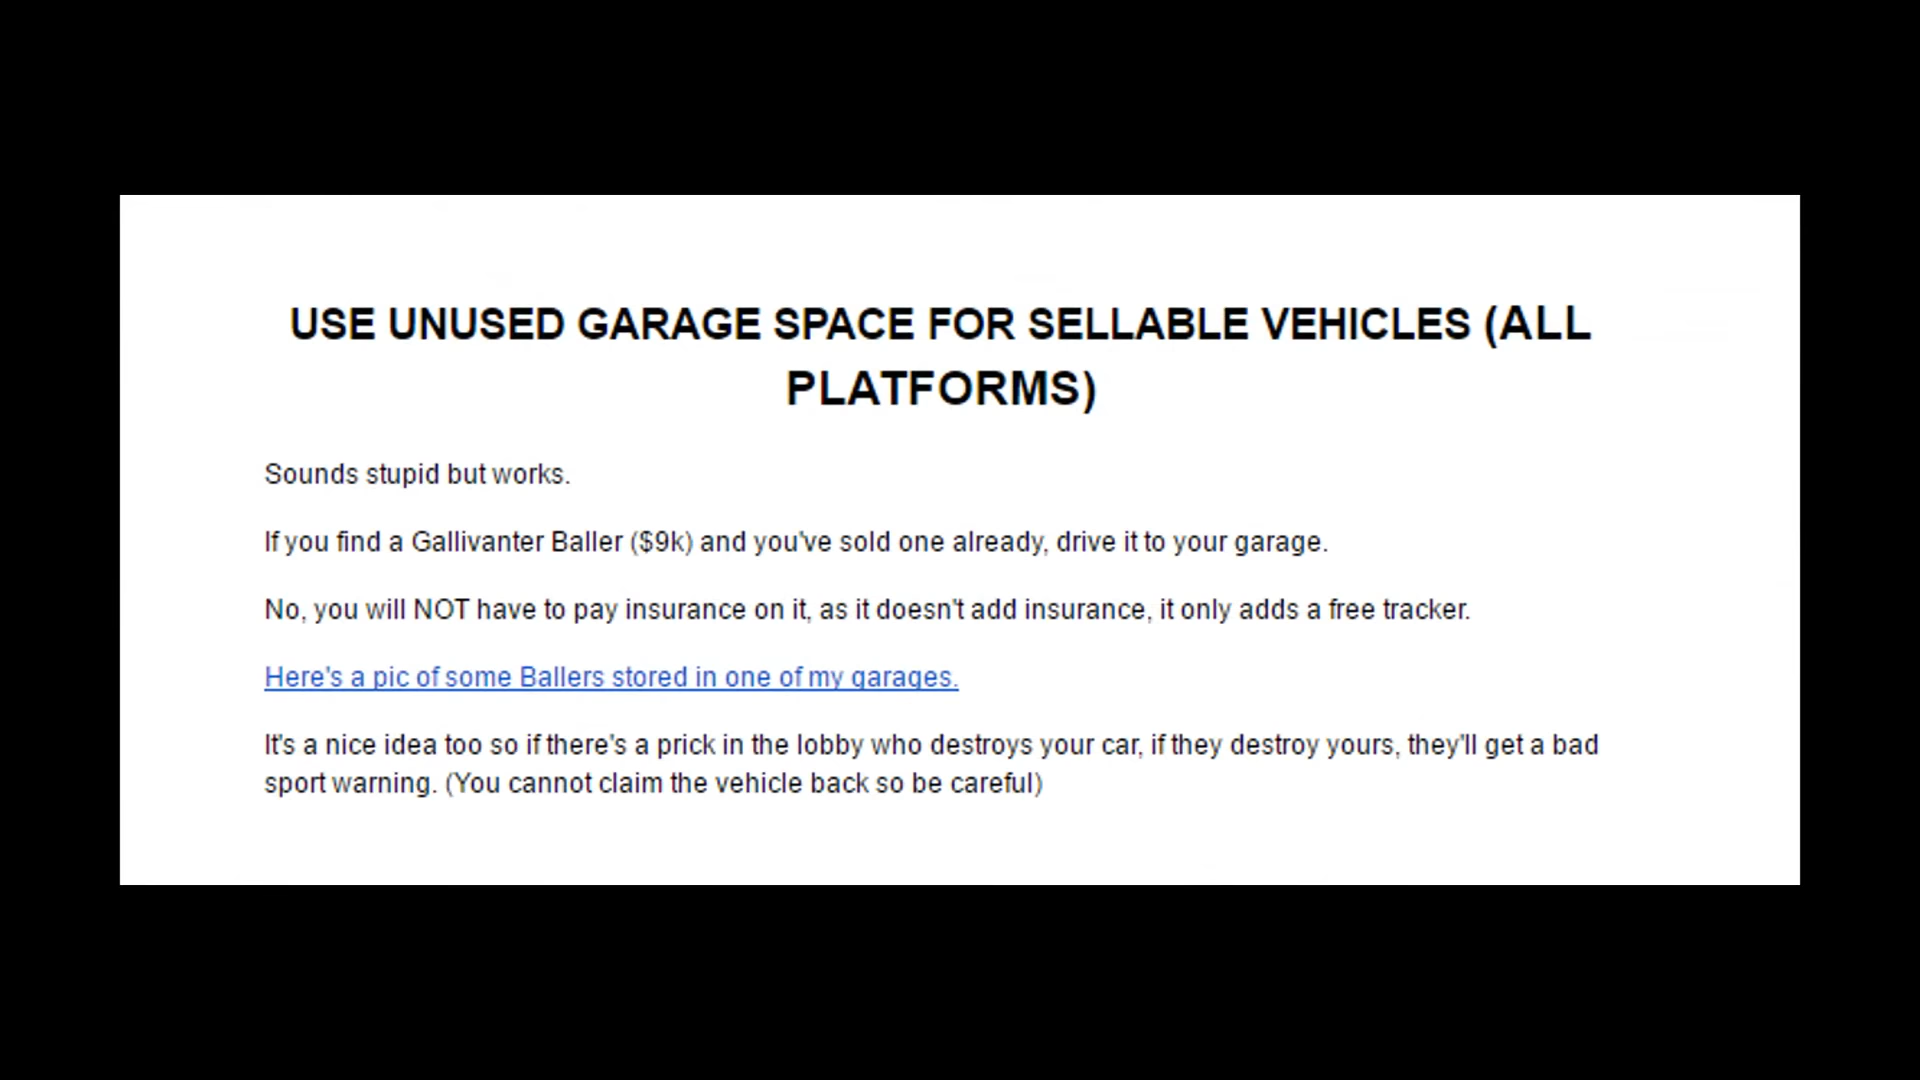 USE UNUSED GARAGE SPACE FOR SELLABLE VEHICLES (ALL
PLATFORMS)
Sounds stupid but works.
If you find a Gallivanter Baller ($9k) and you've sold one already, drive it to your garage.
No, you will NOT have to pay insurance on it, as it doesn't add insurance, it only adds a free tracker.
Here's a pic of some Ballers stored in one of my garages.
It's a nice idea too so if there's a prick in the lobby who destroys your car, if they destroy yours, they'll get a bad
sport warning. (You cannot claim the vehicle back so be careful)